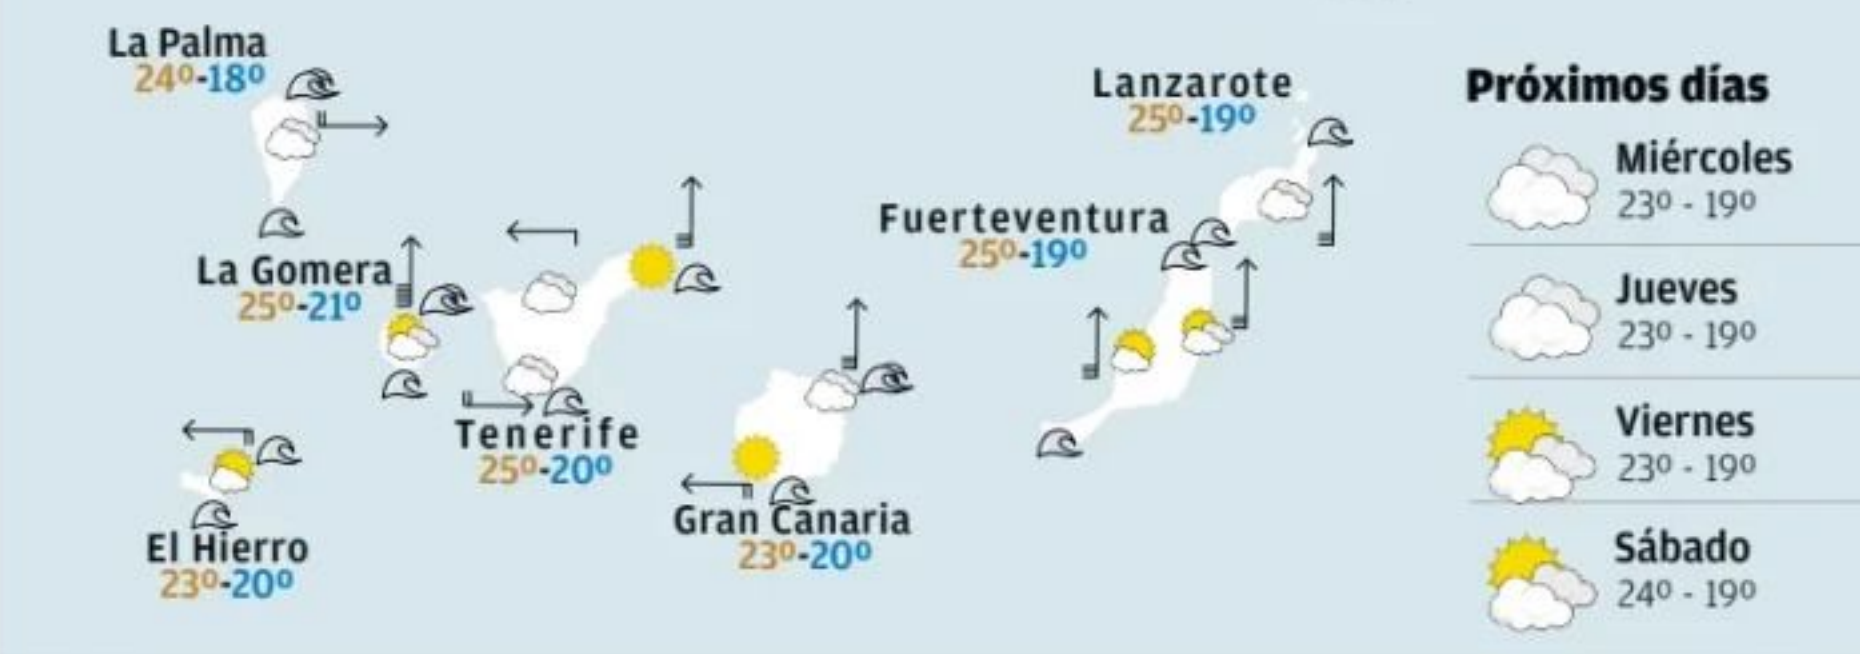 La Palma
24º-18º
La Gomera
25º-21º
El Hierro
23º-20º
Tenerife
25º-20º
Gran Canaria
23º-20º
Fuerteventura
25º-19º
Lanzarote
25º-19º
Próximos días
Miércoles
23º - 19º
Jueves
23º - 19º
Viernes
23º - 19º
Sábado
24º - 19º